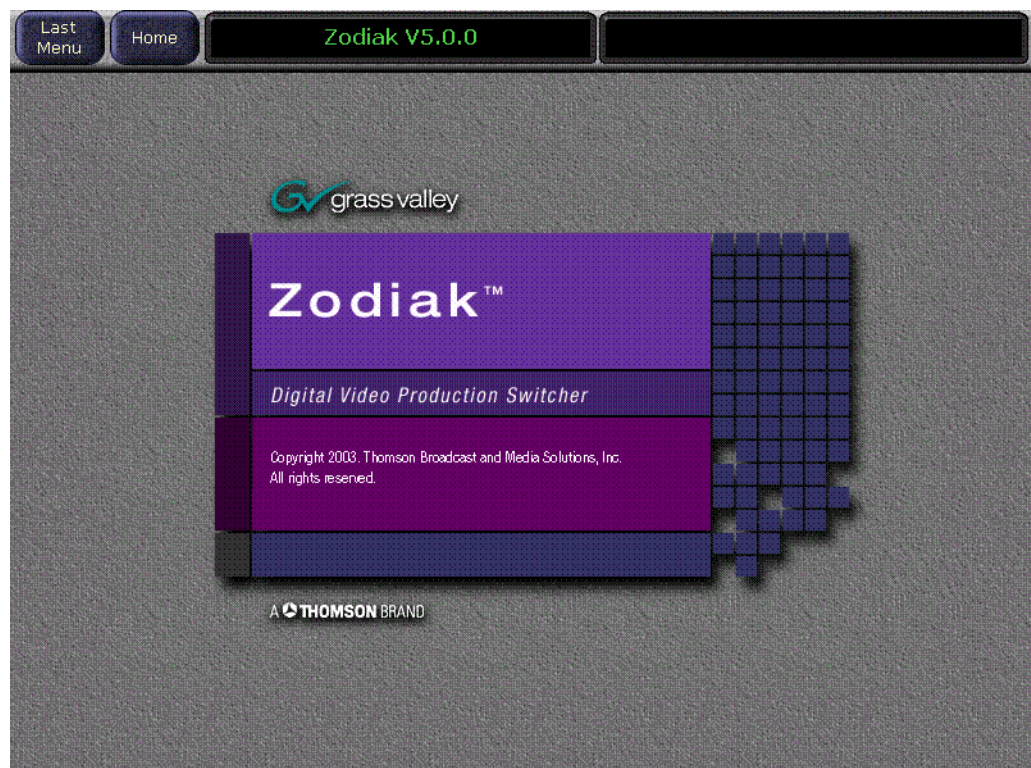 Last
Menu
Home
Zodiak V5.0.0
GV grass valley
Zodiak™
Digital Video Production Switcher
Copyright 2003. Thomson Broadcast and Media Solutions, Inc.
All rights reserved.
A THOMSON BRAND